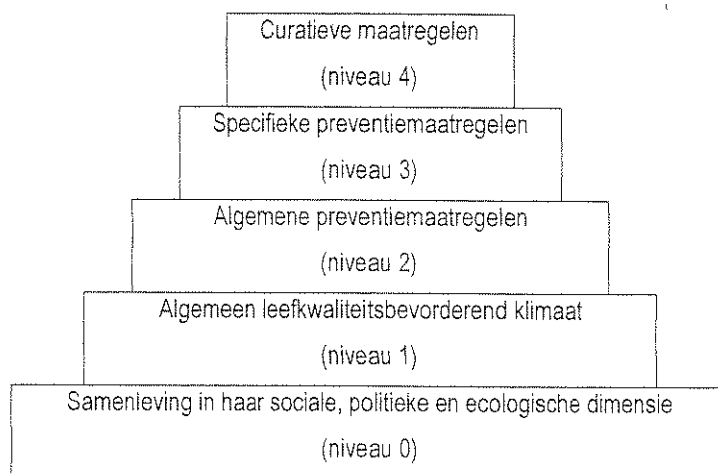 Curatieve maatregelen
(niveau 4)
Specifieke preventiemaatregelen
(niveau 3)
Algemene preventiemaatregelen
(niveau 2)
Algemeen leefkwaliteitsbevorderend klimaat
(niveau 1)
Samenleving in haar sociale, politieke en ecologische dimensie
(niveau 0)